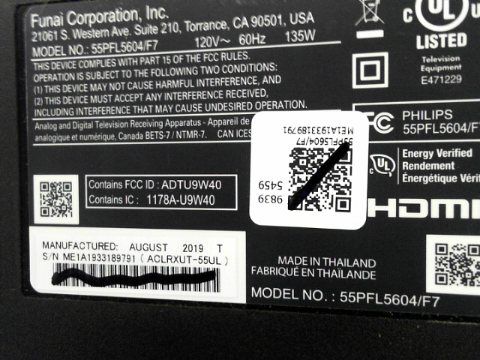 Funai Corporation, Inc.
21061 S. Western Ave. Suite 210, Torrance, CA 90501, USA
MODEL NO.: 55PFL5604/F7 120V~ 60Hz 135W
THIS DEVICE COMPLIES WITH PART 15 OF THE FCC RULES.
OPERATION IS SUBJECT TO THE FOLLOWING TWO CONDITIONS:
(1) THIS DEVICE MAY NOT CAUSE HARMFUL INTERFERENCE, AND
(2) THIS DEVICE MUST ACCEPT ANY INTERFERENCE RECEIVED,
INCLUDING INTERFERENCE THAT MAY CAUSE UNDESIRED OPERATION.
Analog and Digital Television Receiving Apparatus - Appareil de
analogique et numérique, Canada BETS-7 / NTMR-7. CAN ICES
C UL US
LISTED
Television
Equipment
E471229
FC
PHILIPS
55PFL5604/F7
Energy Verified
Rendement
Énergétique Vérifié
HDMI
55PFL5604/F7
ME1A1933189791
9839
5459
Contains FCC ID : ADTU9W40
Contains IC : 1178A-U9W40
MANUFACTURED: AUGUST 2019 T
S/N ME1A1933189791 (ACLRXUT-55UL)
MADE IN THAILAND
FABRIQUÉ EN THAÏLANDE
MODEL NO. : 55PFL5604/F7